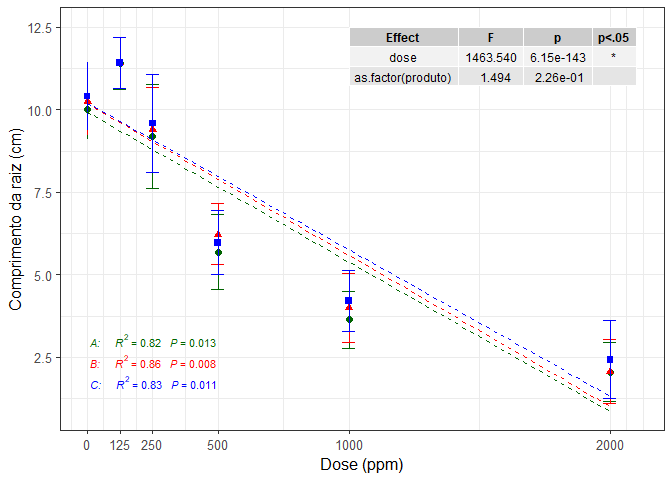 12.5
10.0
7.5
5.0
2.5
Comprimento da raiz (cm)
Effect F p p<.05
dose 1463.540 6.15e-143 *
as.factor(produto) 1.494 2.26e-01
A: R² = 0.82 P = 0.013
B: R² = 0.86 P = 0.008
C: R² = 0.83 P = 0.011
0 125 250 500 1000 2000
Dose (ppm)